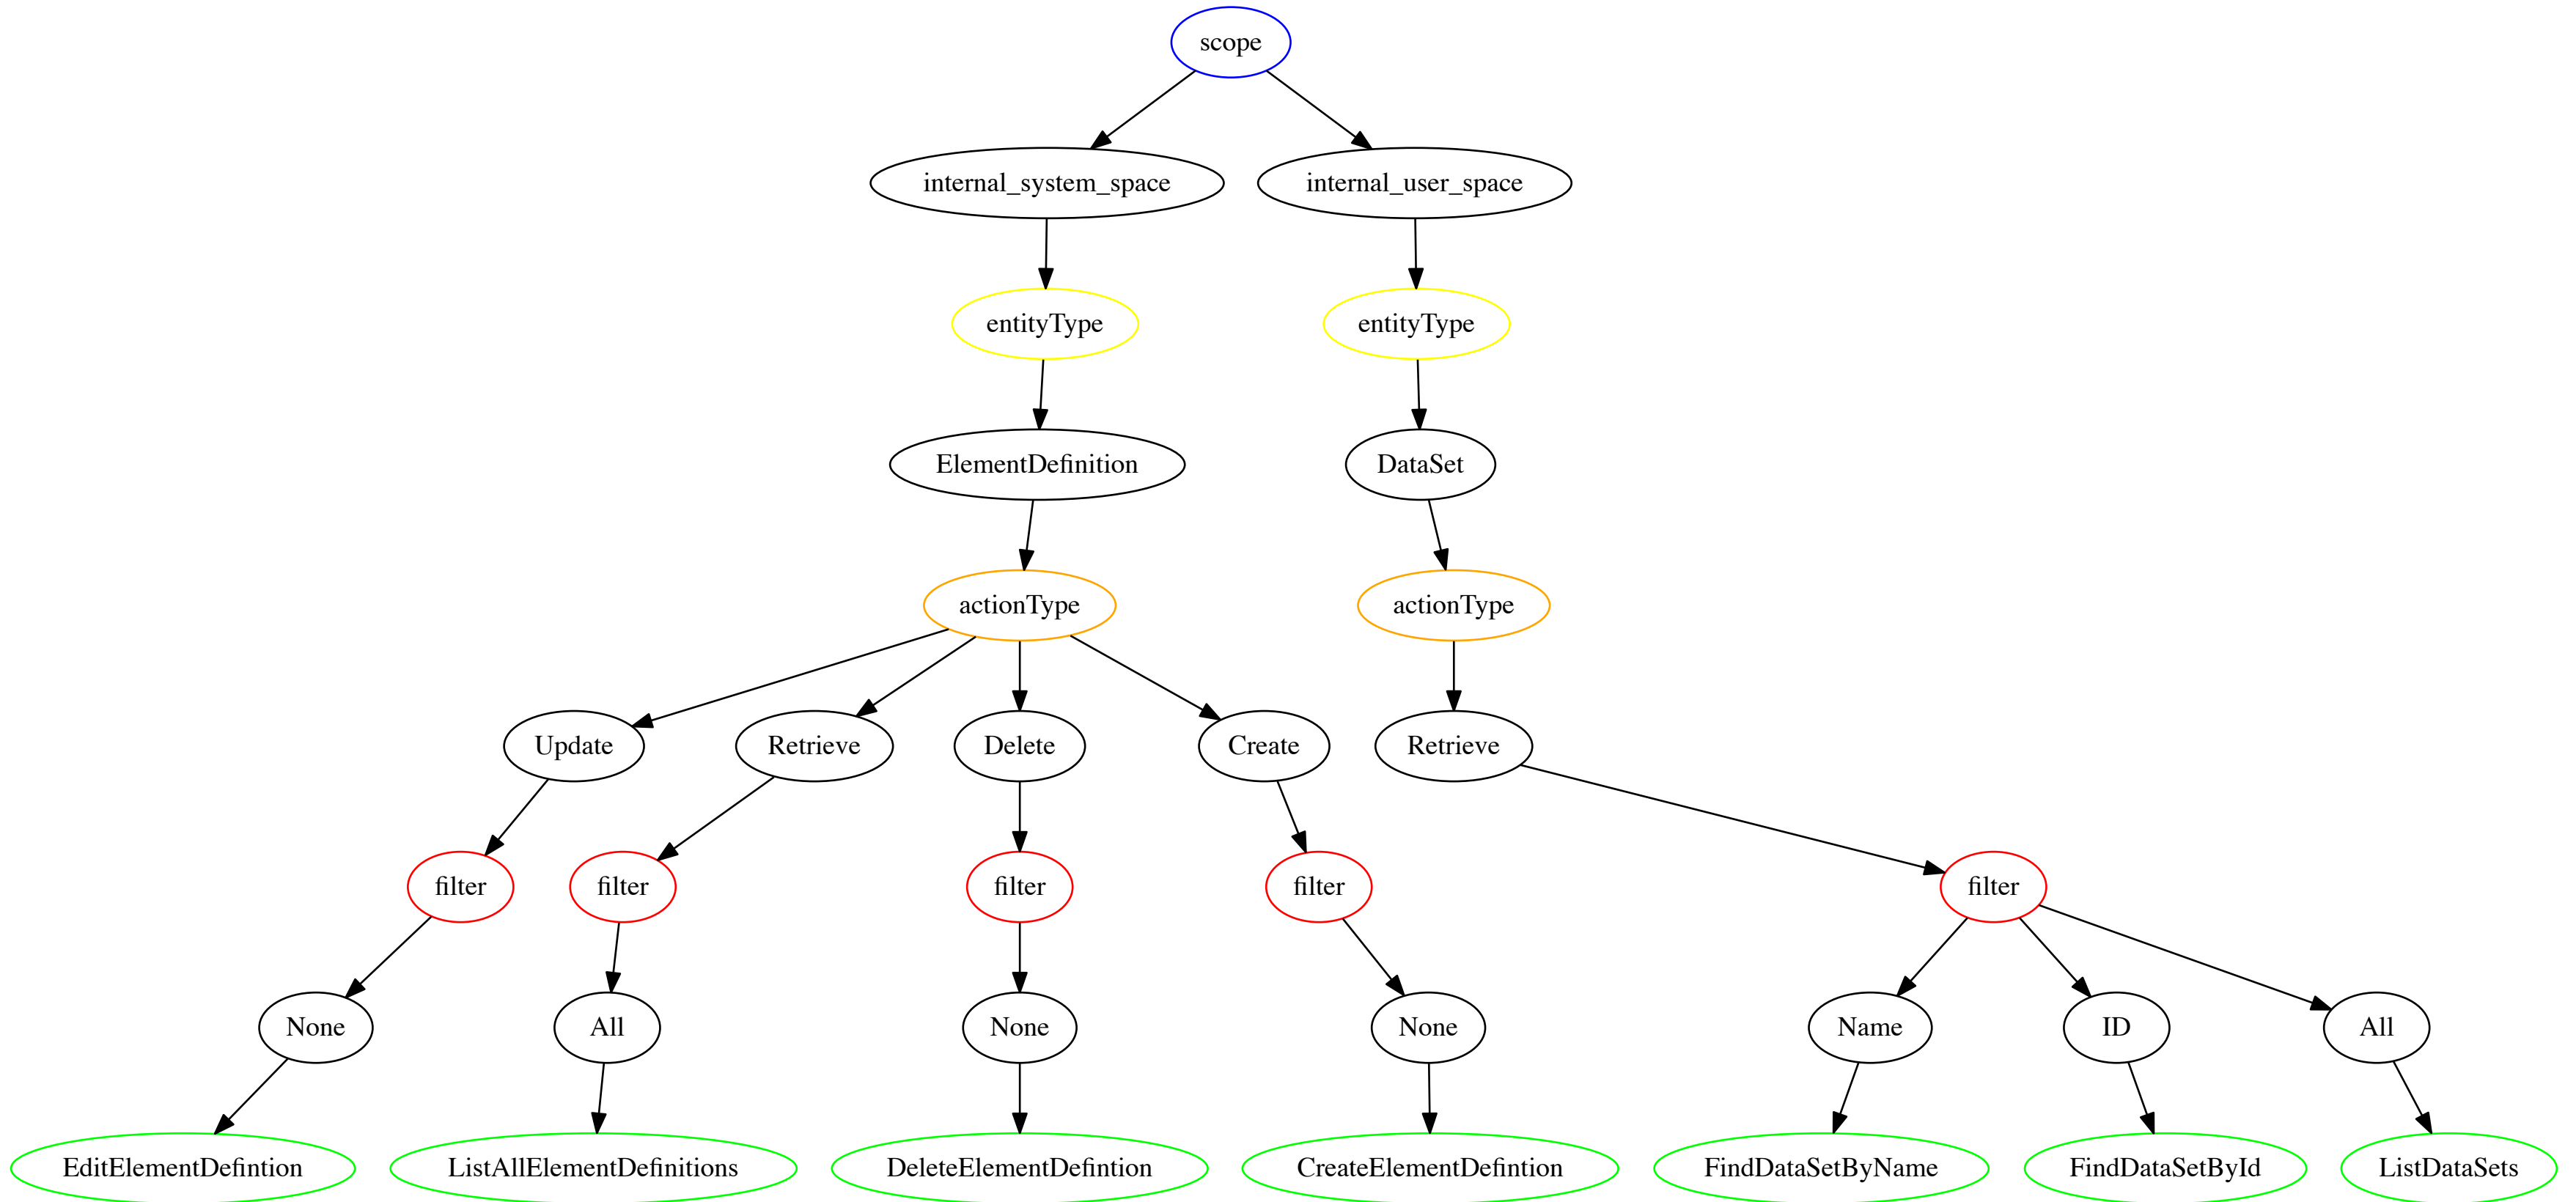 scope
internal_system_space
internal_user_space
entityType
entityType
ElementDefinition
DataSet
actionType
actionType
Update
Retrieve
Delete
Create
Retrieve
filter
filter
filter
filter
filter
None
All
None
None
Name
ID
All
EditElementDefintion
ListAllElementDefinitions
DeleteElementDefintion
CreateElementDefintion
FindDataSetByName
FindDataSetById
ListDataSets